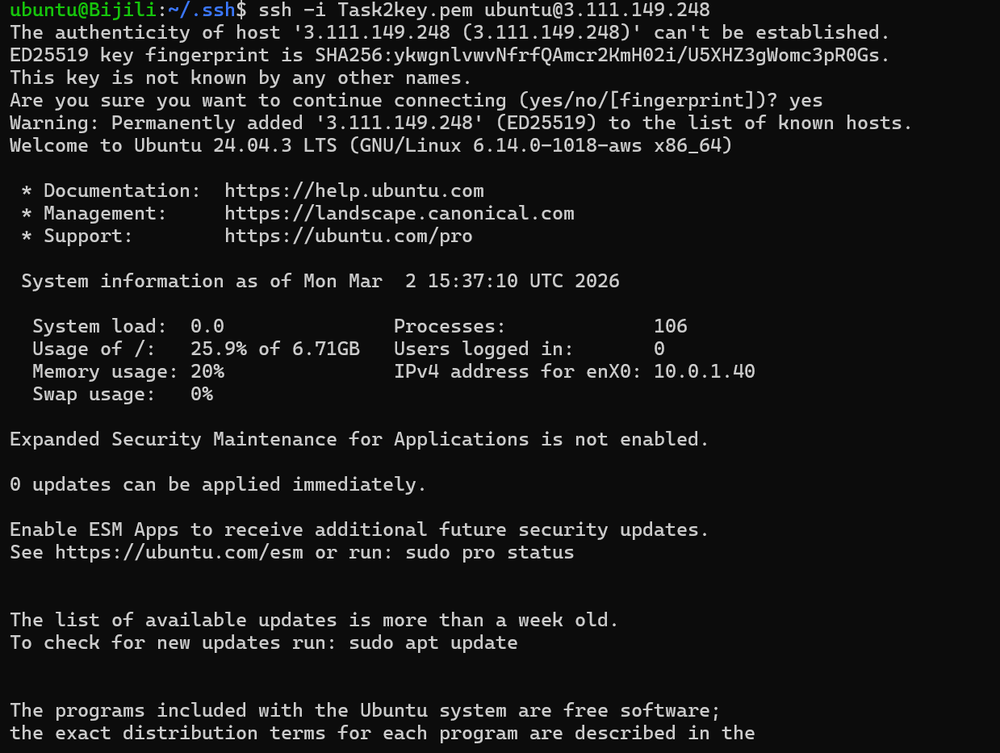 ubuntu@Bijili:~/.ssh$ ssh -i Task2key.pem ubuntu@3.111.149.248
The authenticity of host '3.111.149.248 (3.111.149.248)' can't be established.
ED25519 key fingerprint is SHA256:ykwgnlvwvNfrfQAmcr2KmH02i/U5XHZ3gWomc3pR0Gs.
This key is not known by any other names.
Are you sure you want to continue connecting (yes/no/[fingerprint])? yes
Warning: Permanently added '3.111.149.248' (ED25519) to the list of known hosts.
Welcome to Ubuntu 24.04.3 LTS (GNU/Linux 6.14.0-1018-aws x86_64)

 * Documentation:  https://help.ubuntu.com
 * Management:     https://landscape.canonical.com
 * Support:        https://ubuntu.com/pro

 System information as of Mon Mar  2 15:37:10 UTC 2026

  System load:  0.0               Processes:             106
  Usage of /:   25.9% of 6.71GB   Users logged in:       0
  Memory usage: 20%               IPv4 address for enX0: 10.0.1.40
  Swap usage:   0%

Expanded Security Maintenance for Applications is not enabled.

0 updates can be applied immediately.

Enable ESM Apps to receive additional future security updates.
See https://ubuntu.com/esm or run: sudo pro status


The list of available updates is more than a week old.
To check for new updates run: sudo apt update


The programs included with the Ubuntu system are free software;
the exact distribution terms for each program are described in the